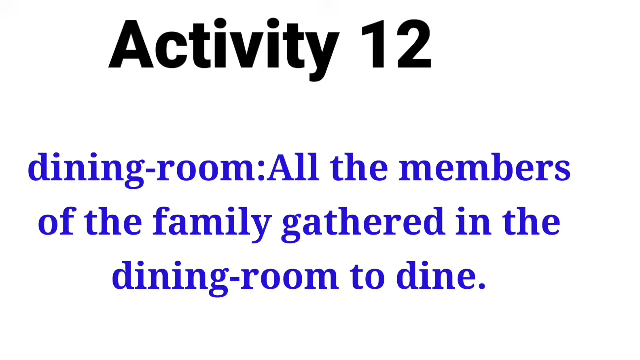 Activity 12
dining-room:All the members
of the family gathered in the
dining-room to dine.